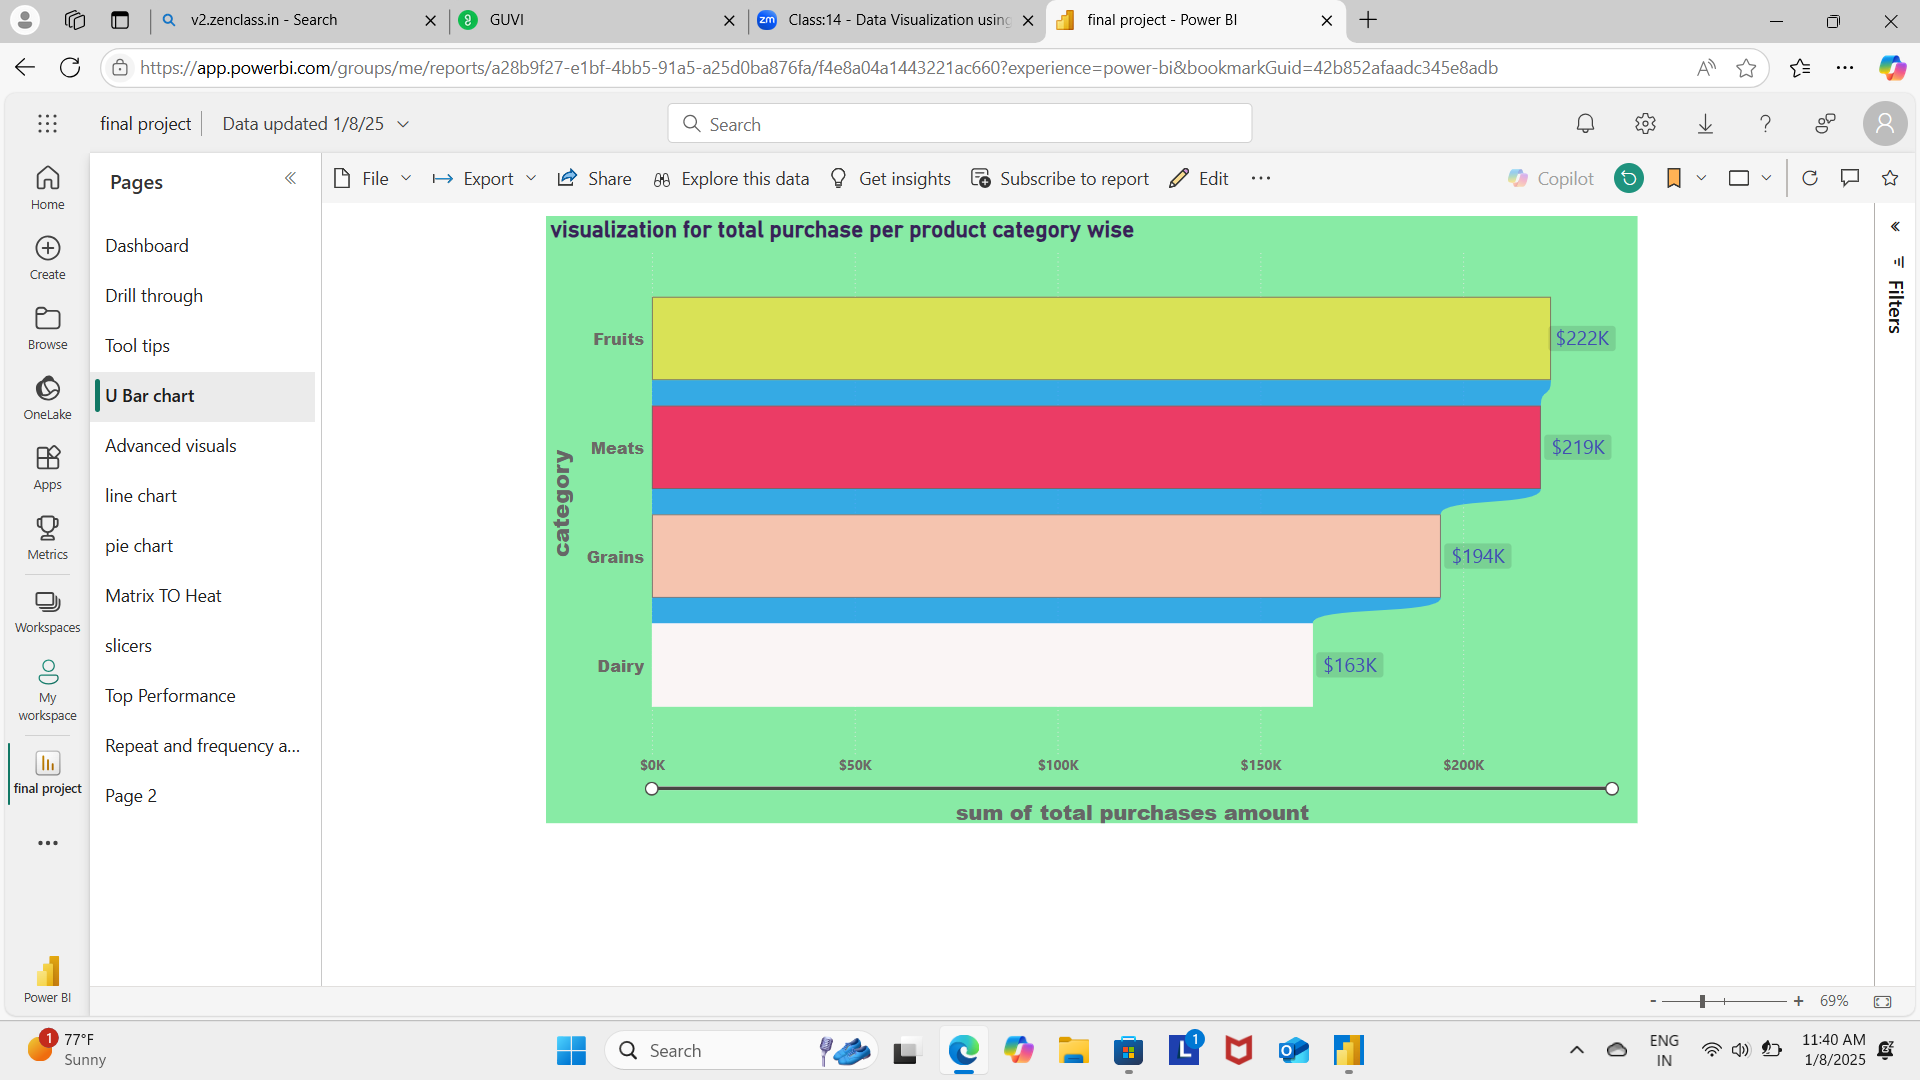 v2.zenclass.in - Search
GUVI
Class:14 - Data Visualization using
final project - Power BI
https://app.powerbi.com/groups/me/reports/a28b9f27-e1bf-4bb5-91a5-a25d0ba876fa/f4e8a04a1443221ac660?experience=power-bi&bookmarkGuid=42b852afaadc345e8adb
final project
Data updated 1/8/25
Search
Home
Create
Browse
OneLake
Apps
Metrics
Workspaces
My
workspace
final project
Power BI
Pages
Dashboard
Drill through
Tool tips
U Bar chart
Advanced visuals
line chart
pie chart
Matrix TO Heat
slicers
Top Performance
Repeat and frequency a...
Page 2
File
Export
Share
Explore this data
Get insights
Subscribe to report
Edit
Copilot
visualization for total purchase per product category wise
category
Fruits
$222K
Meats
$219K
Grains
$194K
Dairy
$163K
$0K
$50K
$100K
$150K
$200K
sum of total purchases amount
Filters
- + 69%
1
77°F
Sunny
Search
1
ENG
IN
11:40 AM
1/8/2025